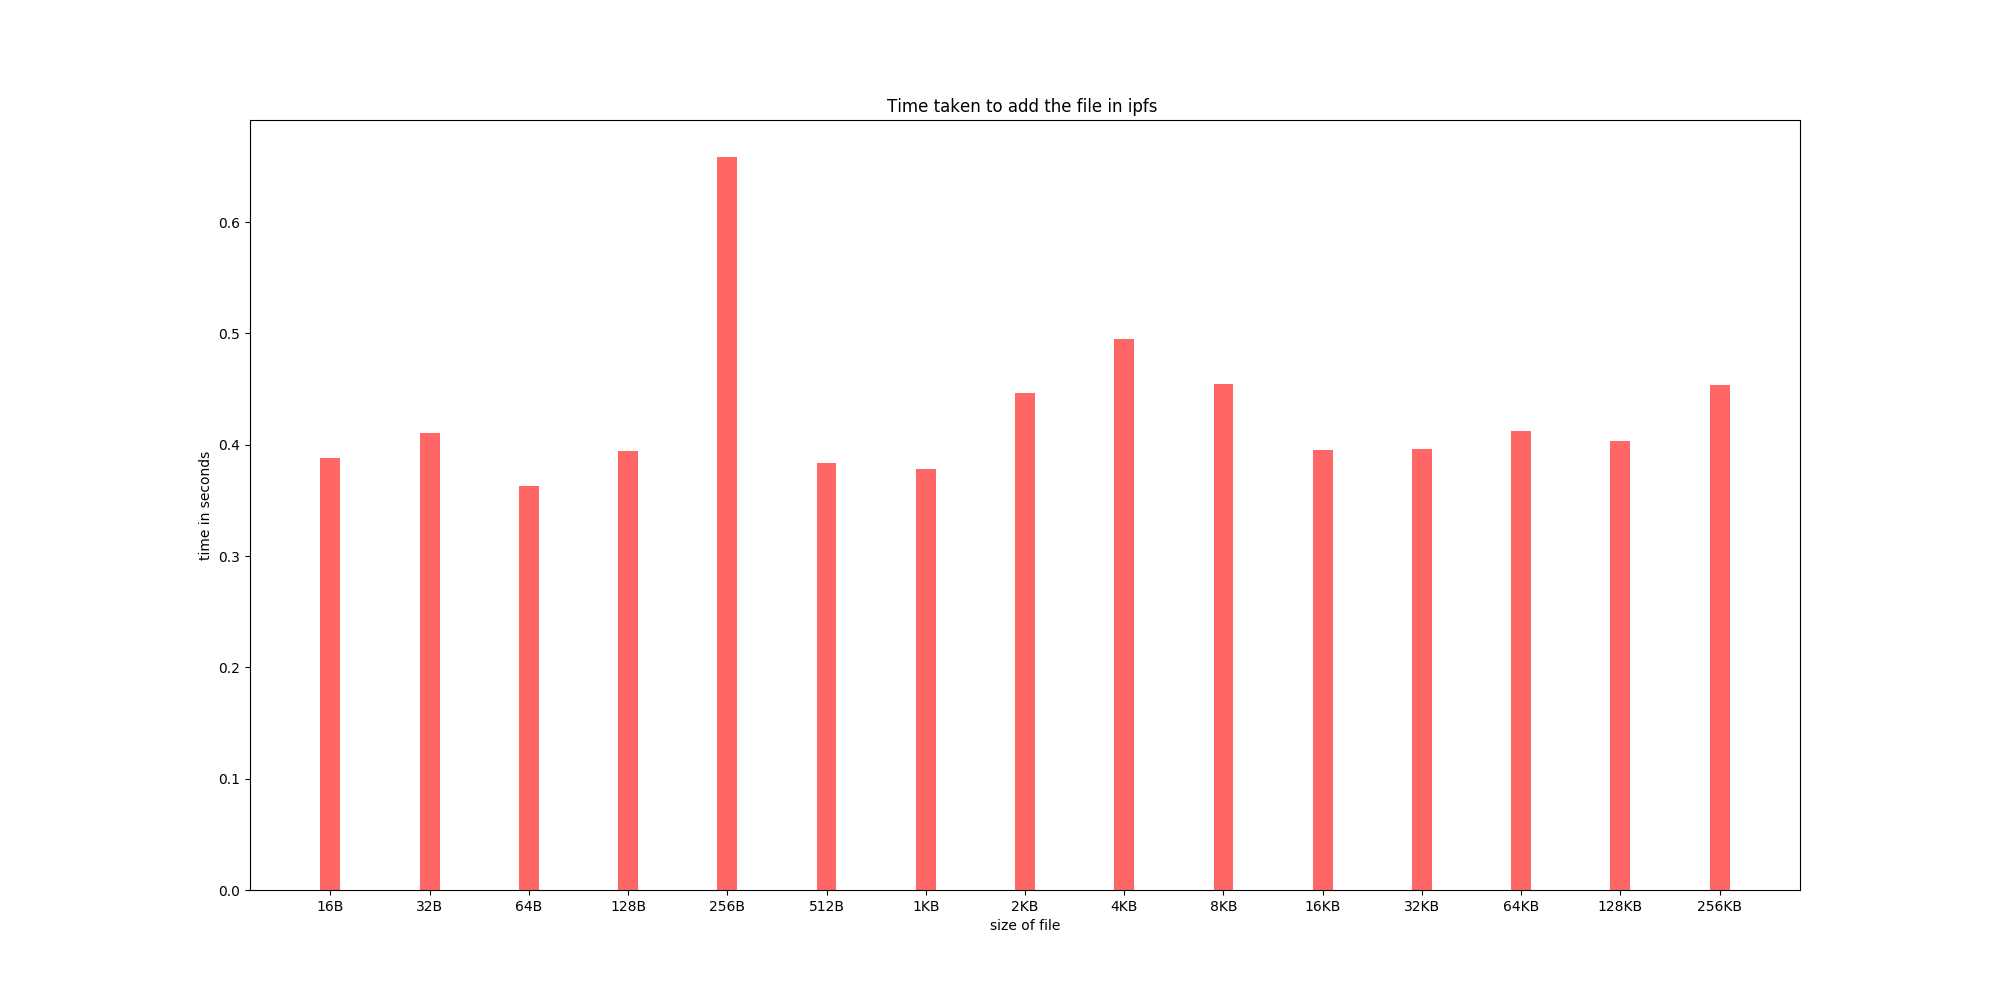 Time taken to add the file in ipfs
time in seconds
0.6
0.5
0.4
0.3
0.2
0.1
0.0
16B 32B 64B 128B 256B 512B 1KB 2KB 4KB 8KB 16KB 32KB 64KB 128KB 256KB
size of file